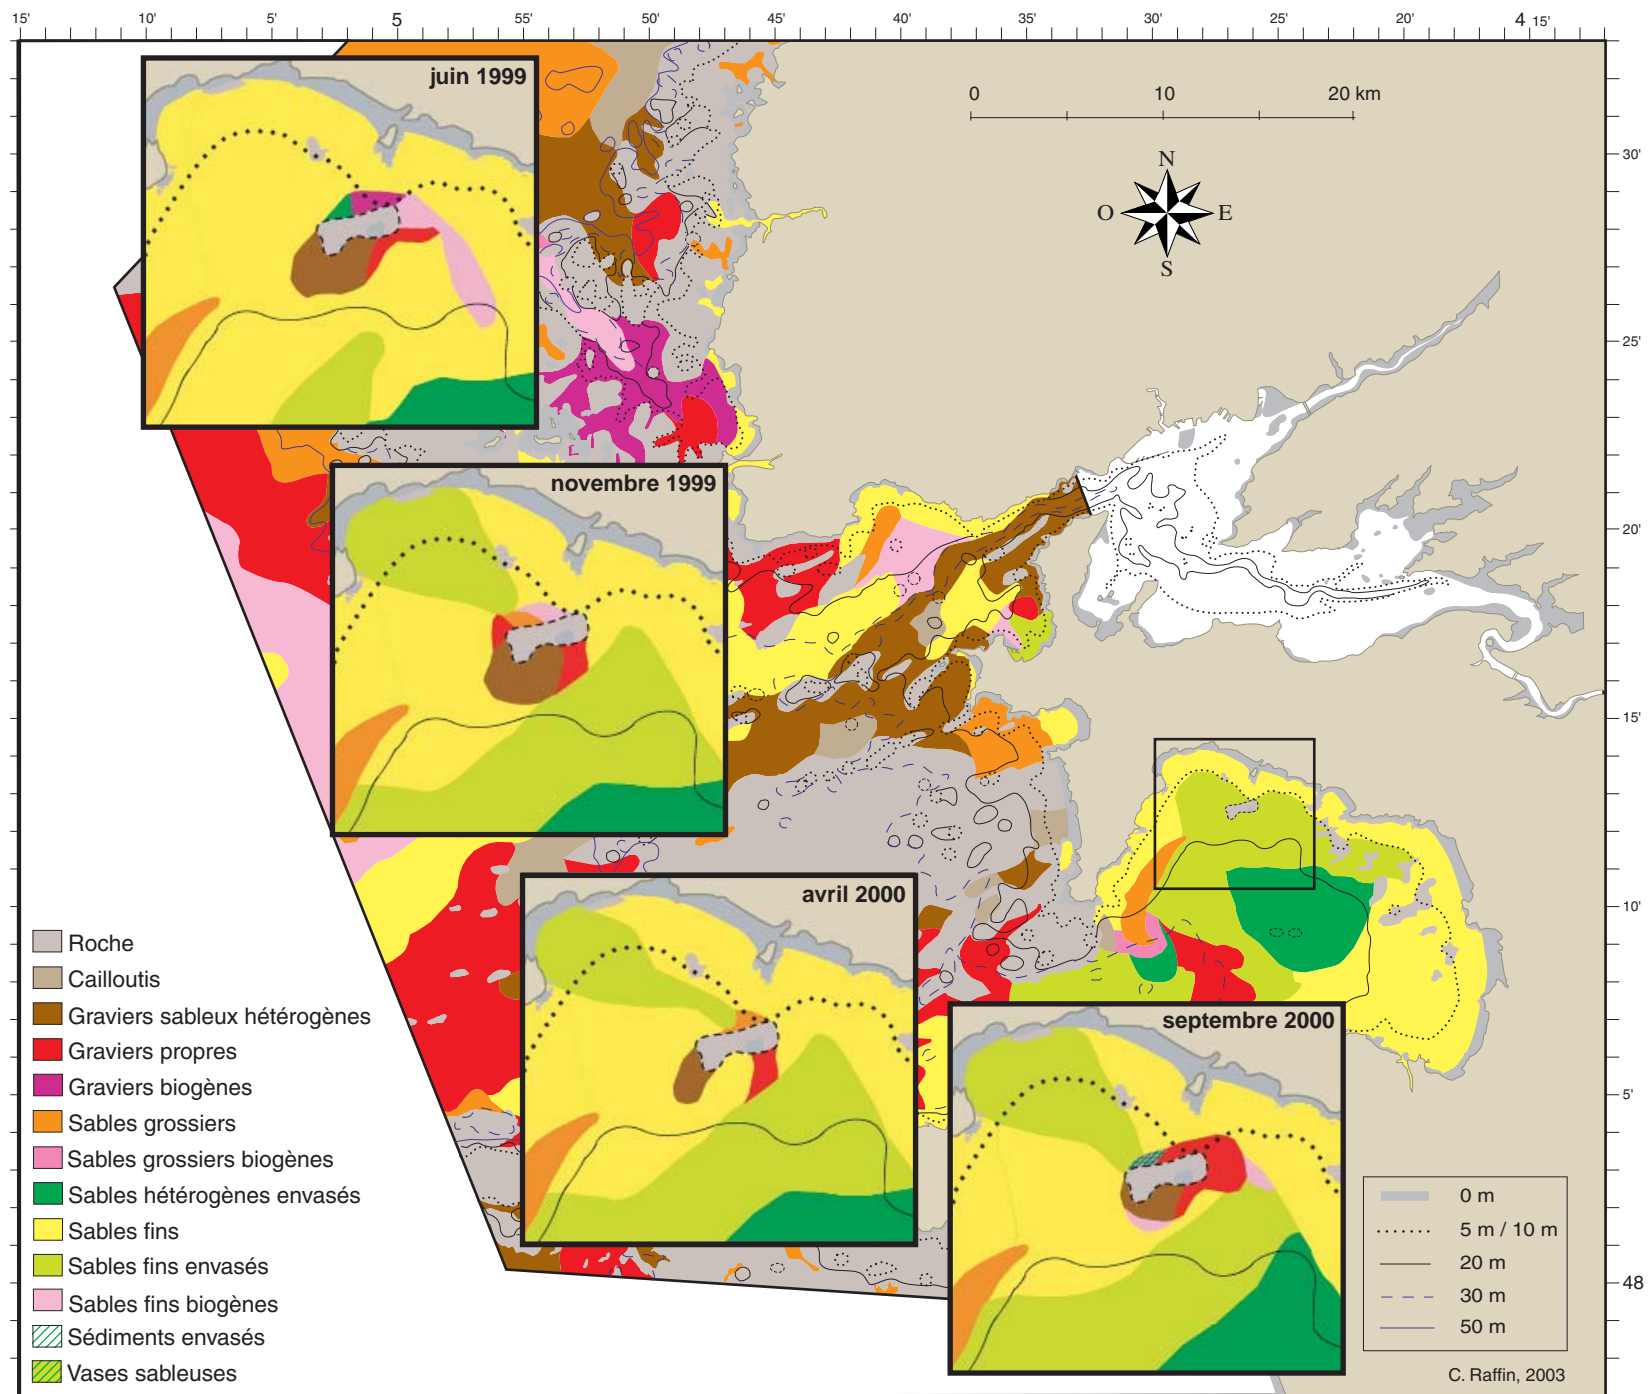 15' 10' 5' 5 55' 50' 45' 40' 35' 30' 25' 20' 4 15'
juin 1999
0 10 20 km
N
O E
S
30'
25'
novembre 1999
20'
15'
avril 2000
10'
septembre 2000
5'
48
Roche
Cailloutis
Graviers sableux hétérogènes
Graviers propres
Graviers biogènes
Sables grossiers
Sables grossiers biogènes
Sables hétérogènes envasés
Sables fins
Sables fins envasés
Sables fins biogènes
Sédiments envasés
Vases sableuses
0 m
5 m / 10 m
20 m
30 m
50 m
C. Raffin, 2003